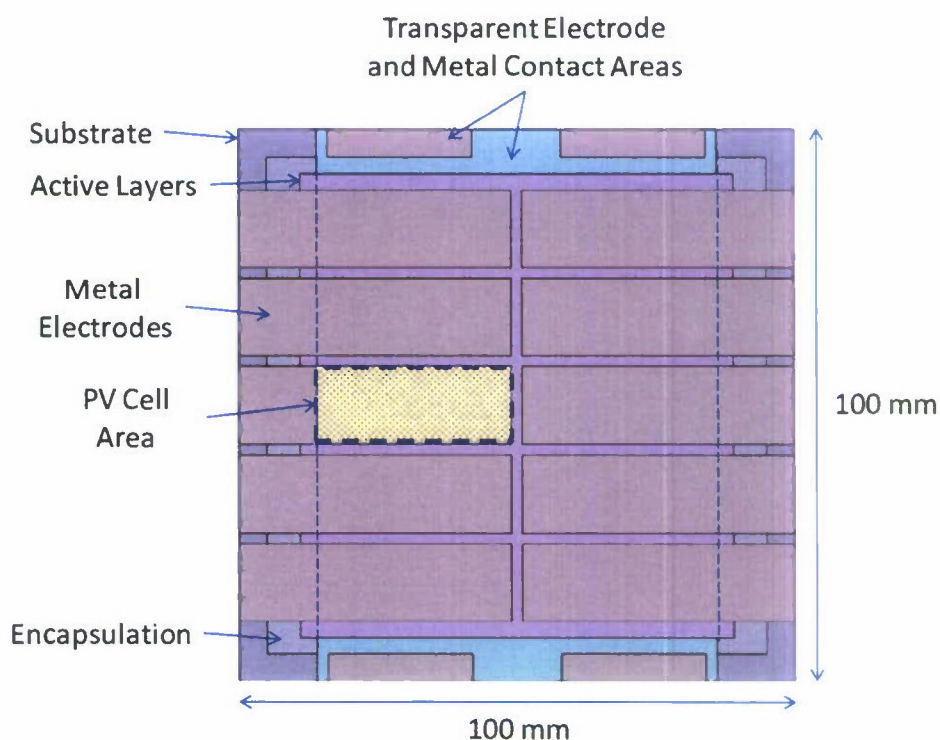 Transparent Electrode
and Metal Contact Areas
Substrate
Active Layers
Metal
Electrodes
PV Cell
Area
100 mm
Encapsulation
100 mm